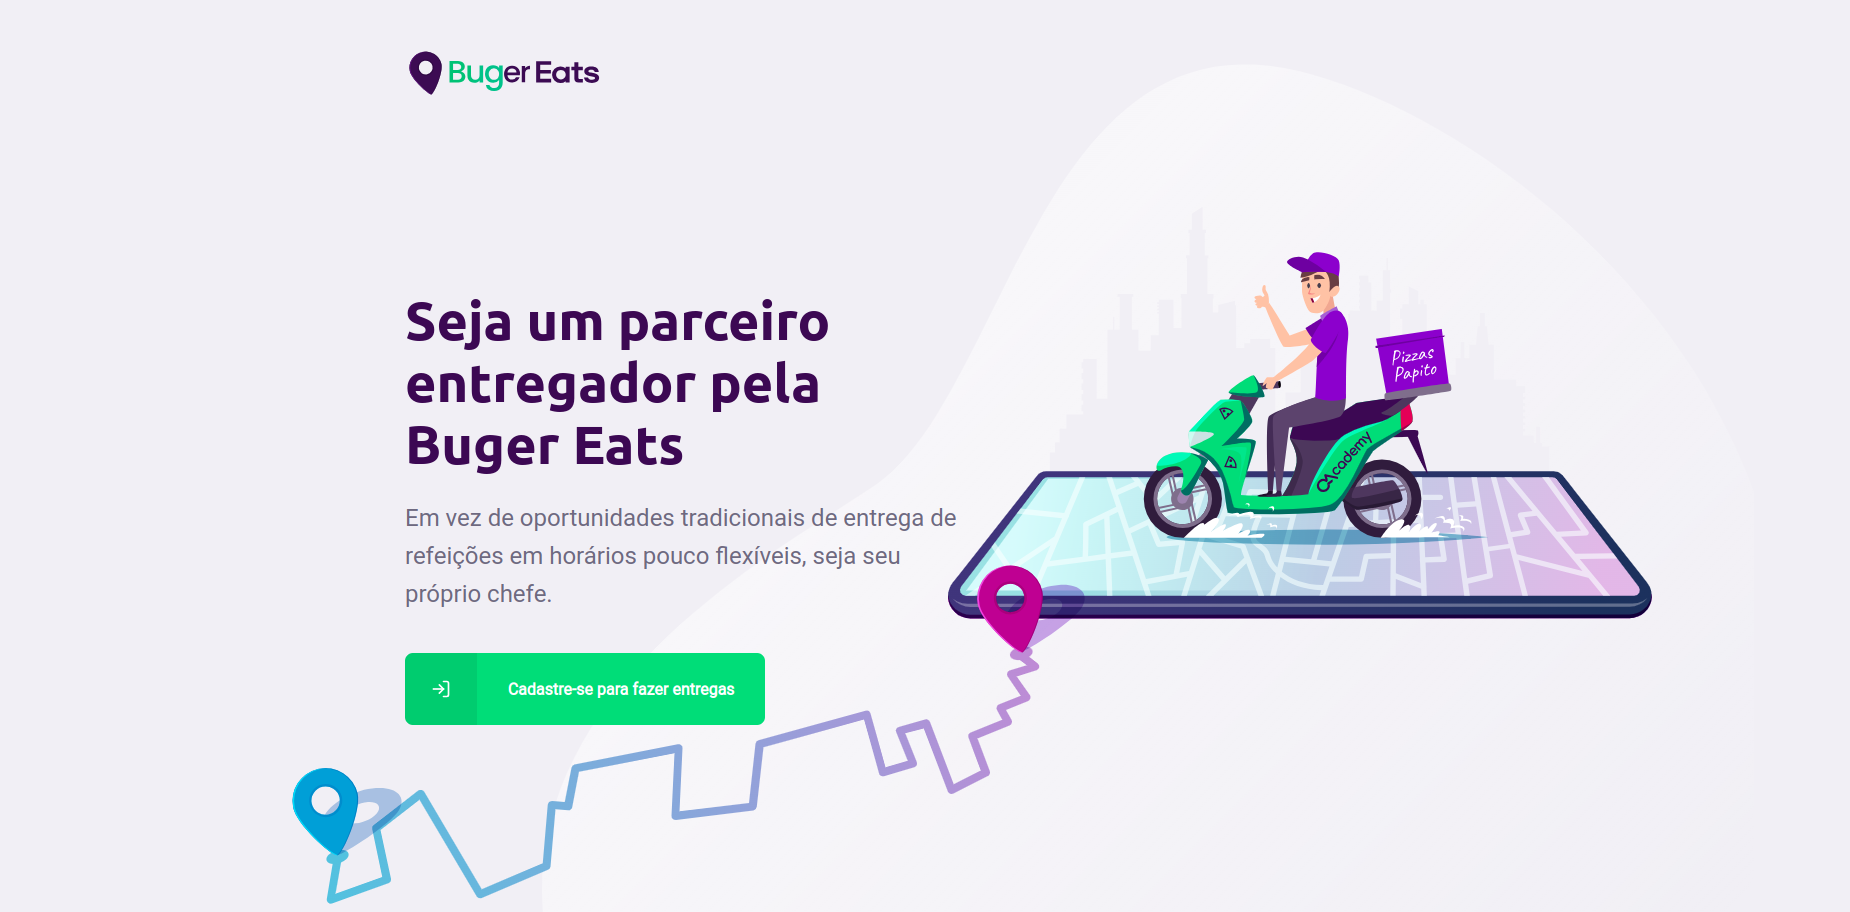 Buger Eats
Seja um parceiro
entregador pela
Buger Eats
Em vez de oportunidades tradicionais de entrega de
refeições em horários pouco flexíveis, seja seu
próprio chefe.
Cadastre-se para fazer entregas
Pizzas
Papito
QAcademy